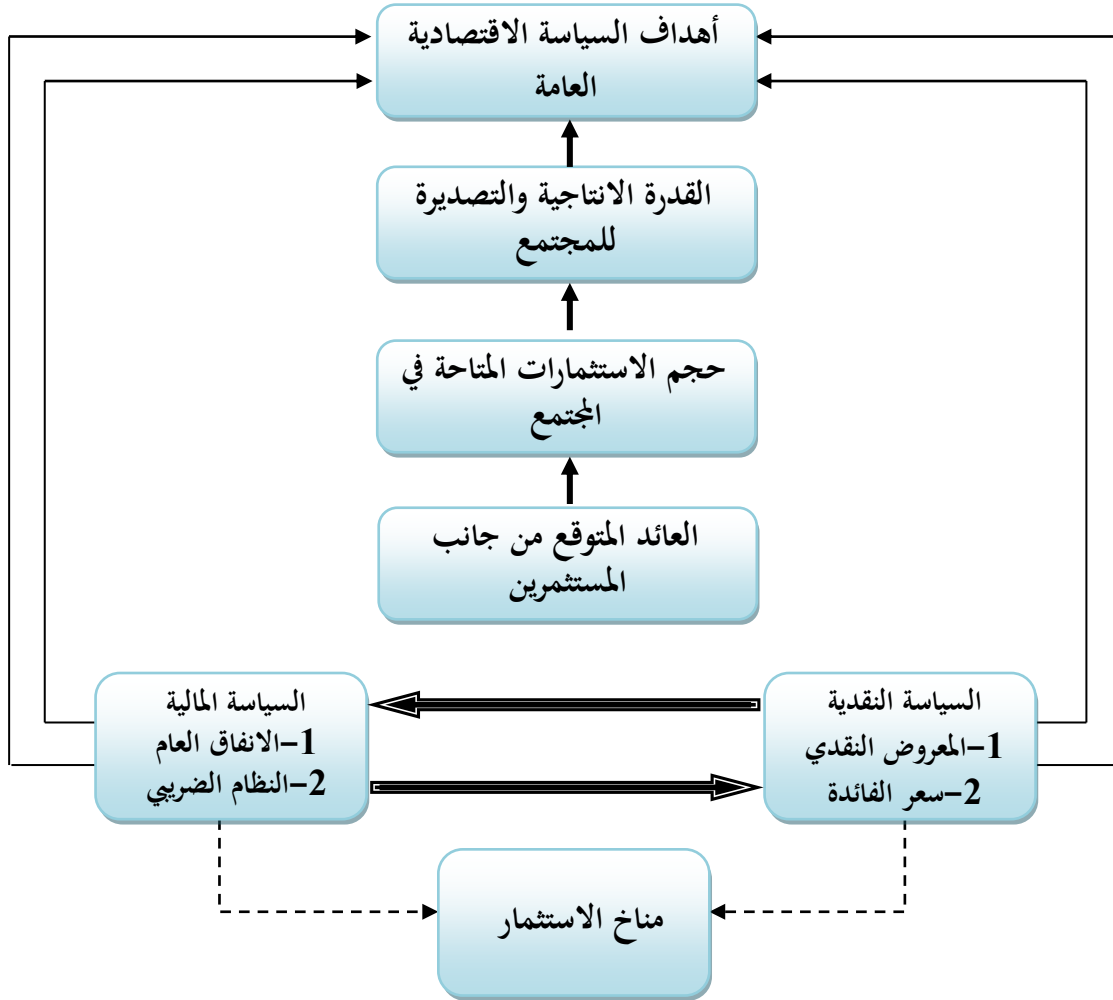 أهداف السياسة الاقتصادية
العامة
القدرة الانتاجية والتصديرة
للمجتمع
حجم الاستثمارات المتاحة في
المجتمع
العائد المتوقع من جانب
المستثمرين
السياسة النقدية
1-المعروض النقدي
2-سعر الفائدة
السياسة المالية
1-الانفاق العام
2-النظام الضريبي
مناخ الاستثمار